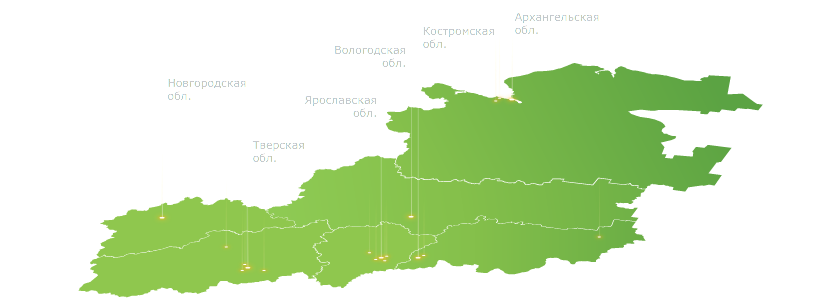 Архангельская
обл.
Костромская
обл.
Вологодская
обл.
Новгородская
обл.
Ярославская
обл.
Тверская
обл.